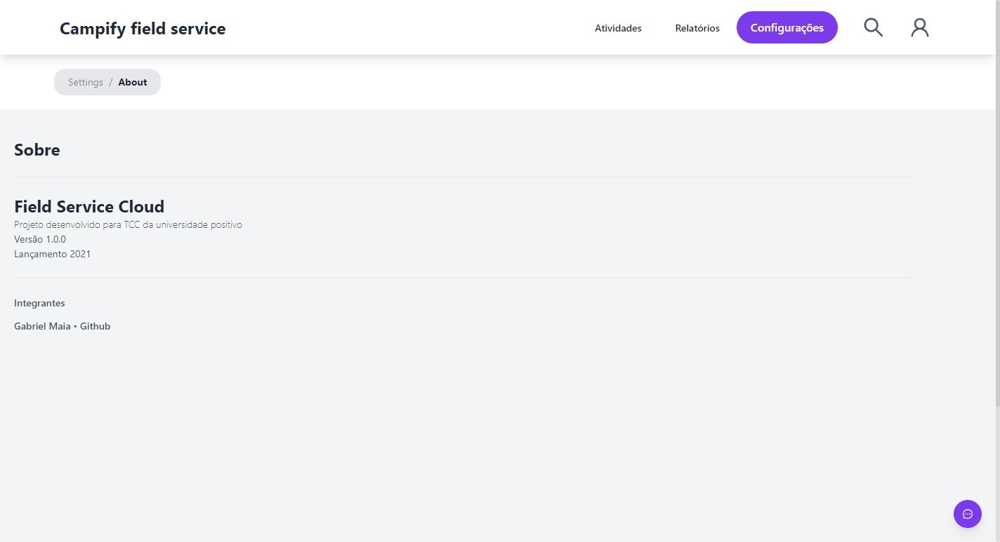 Campify field service
Atividades Relatórios Configurações
Settings / About
Sobre
Field Service Cloud
Projeto desenvolvido para TCC da universidade positivo
Versão 1.0.0
Lançamento 2021
Integrantes
Gabriel Maia • Github